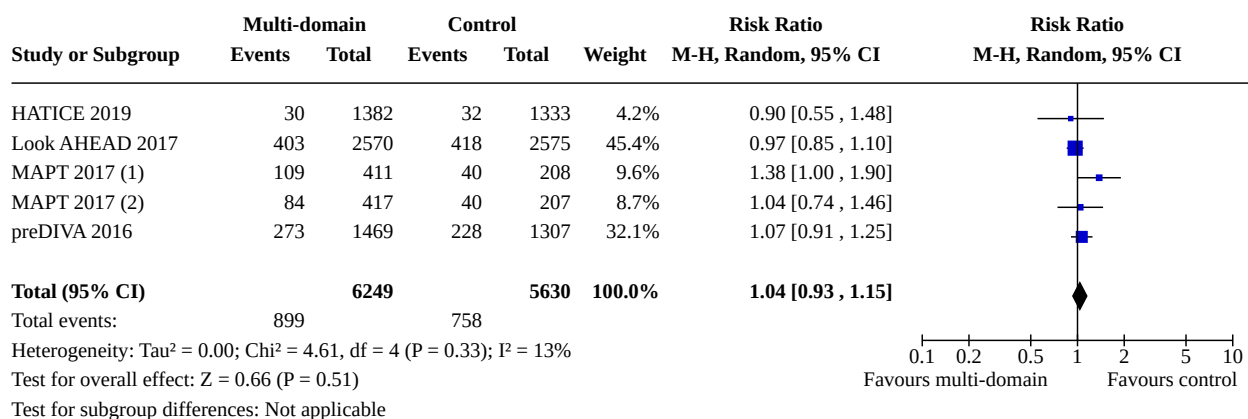 Multi-domain Control Risk Ratio Risk Ratio
Study or Subgroup Events Total Events Total Weight M-H, Random, 95% CI M-H, Random, 95% CI
HATICE 2019 30 1382 32 1333 4.2% 0.90 [0.55 , 1.48]
Look AHEAD 2017 403 2570 418 2575 45.4% 0.97 [0.85 , 1.10]
MAPT 2017 (1) 109 411 40 208 9.6% 1.38 [1.00 , 1.90]
MAPT 2017 (2) 84 417 40 207 8.7% 1.04 [0.74 , 1.46]
preDIVA 2016 273 1469 228 1307 32.1% 1.07 [0.91 , 1.25]
Total (95% CI) 6249 5630 100.0% 1.04 [0.93 , 1.15]
Total events: 899 758
Heterogeneity: Tau² = 0.00; Chi² = 4.61, df = 4 (P = 0.33); I² = 13%
Test for overall effect: Z = 0.66 (P = 0.51)
Test for subgroup differences: Not applicable
0.1 0.2 0.5 1 2 5 10
Favours multi-domain Favours control